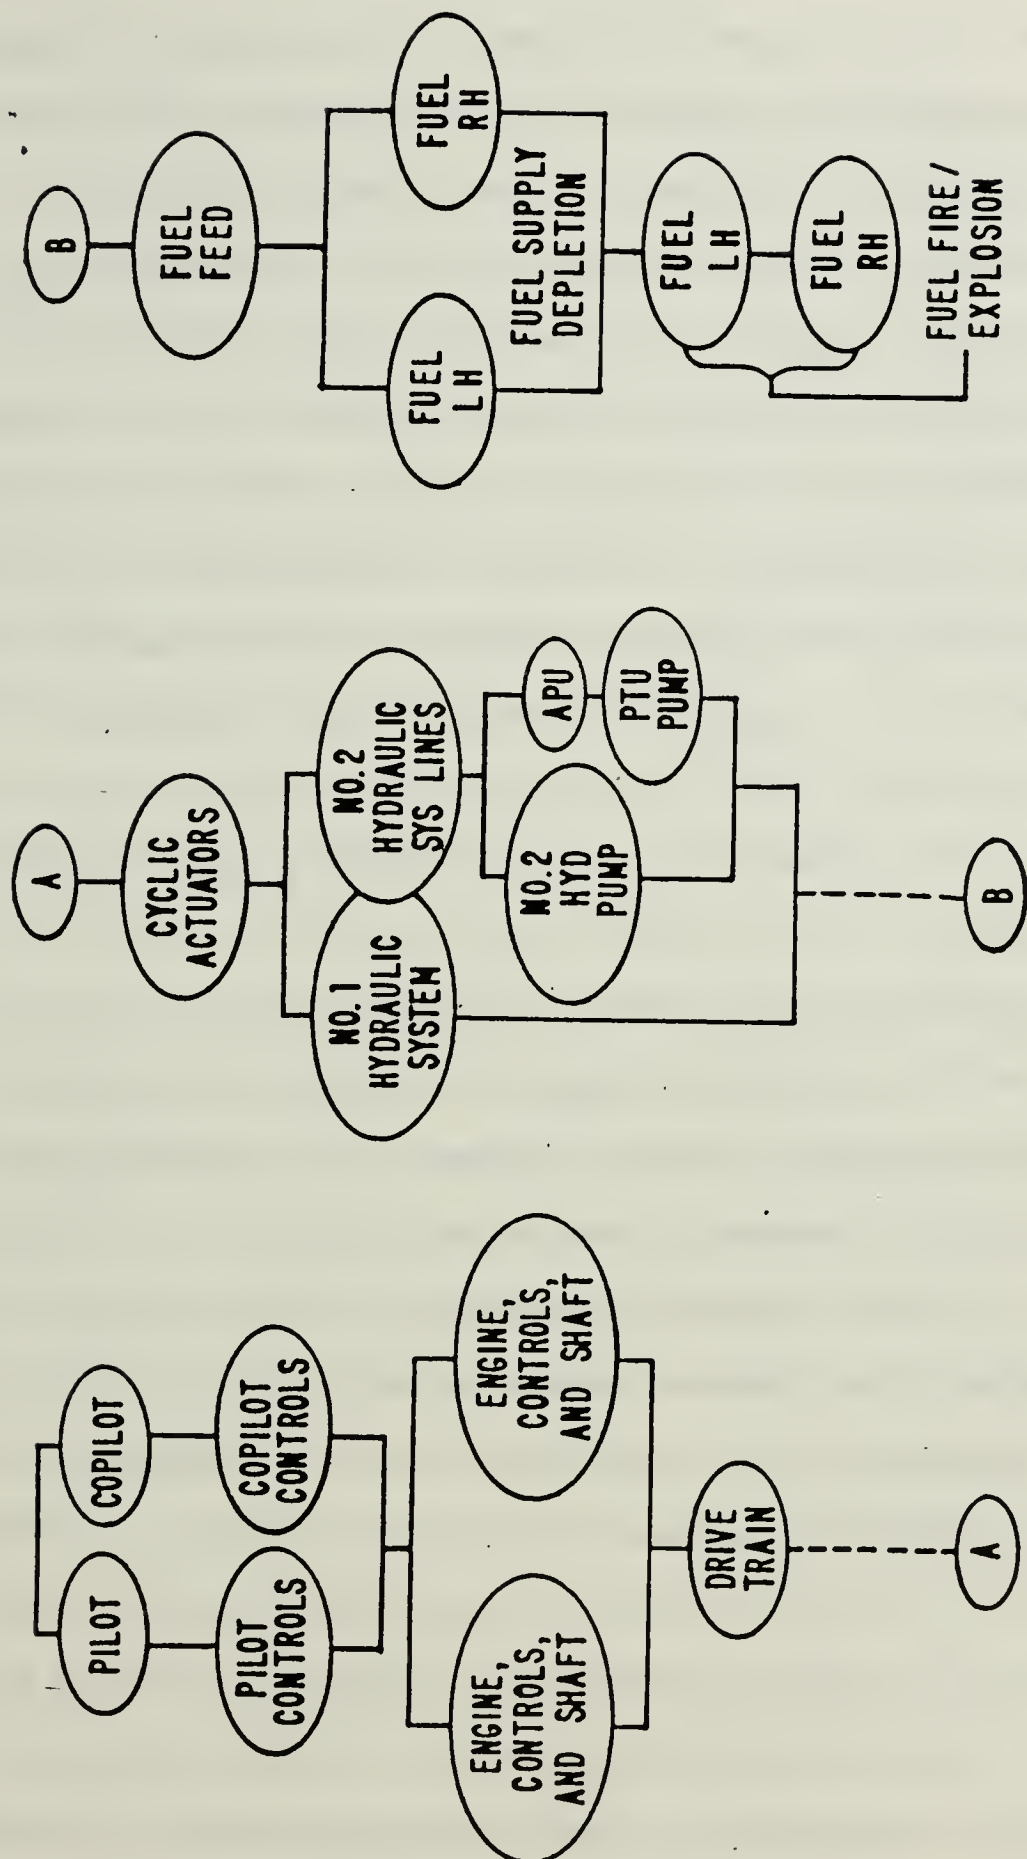 PILOT
COPILOT
PILOT
CONTROLS
COPILOT
CONTROLS
ENGINE,
CONTROLS,
AND SHAFT
ENGINE,
CONTROLS,
AND SHAFT
DRIVE
TRAIN
A
A
CYCLIC
ACTUATORS
NO.1
HYDRAULIC
SYSTEM
NO.2
HYDRAULIC
SYS LINES
NO.2
HYD
PUMP
APU
PTU
PUMP
B
B
FUEL
FEED
FUEL
LH
FUEL
RH
FUEL SUPPLY
DEPLETION
FUEL
LH
FUEL
RH
FUEL FIRE/
EXPLOSION